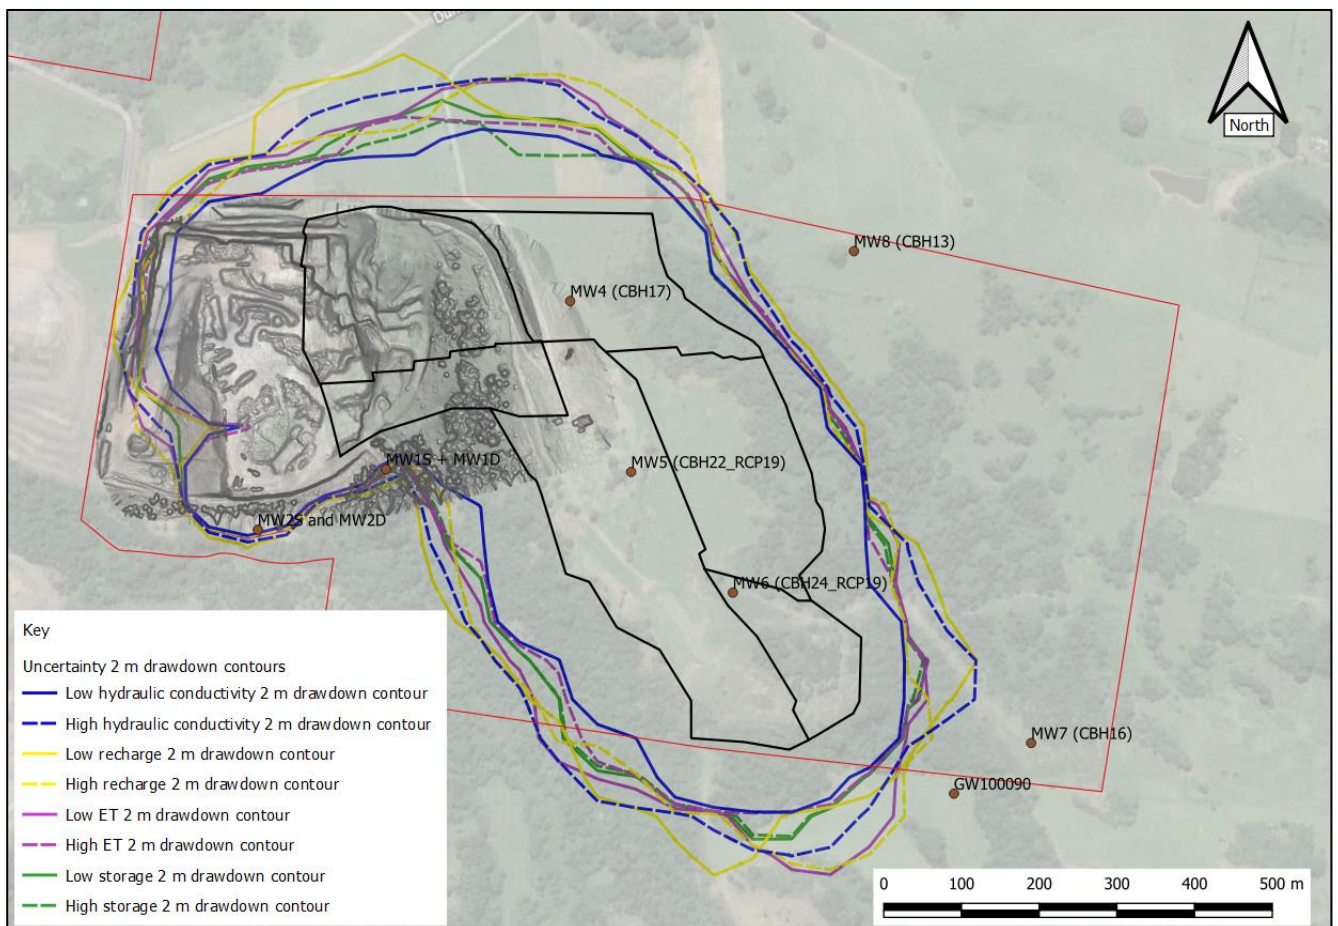 North
MW8 (CBH13)
MW4 (CBH17)
MW1S + MW1D
MW5 (CBH22_RCP19)
MW2S and MW2D
MW6 (CBH24_RCP19)
MW7 (CBH16)
GW100090
Key
Uncertainty 2 m drawdown contours
Low hydraulic conductivity 2 m drawdown contour
High hydraulic conductivity 2 m drawdown contour
Low recharge 2 m drawdown contour
High recharge 2 m drawdown contour
Low ET 2 m drawdown contour
High ET 2 m drawdown contour
Low storage 2 m drawdown contour
High storage 2 m drawdown contour
0 100 200 300 400 500 m